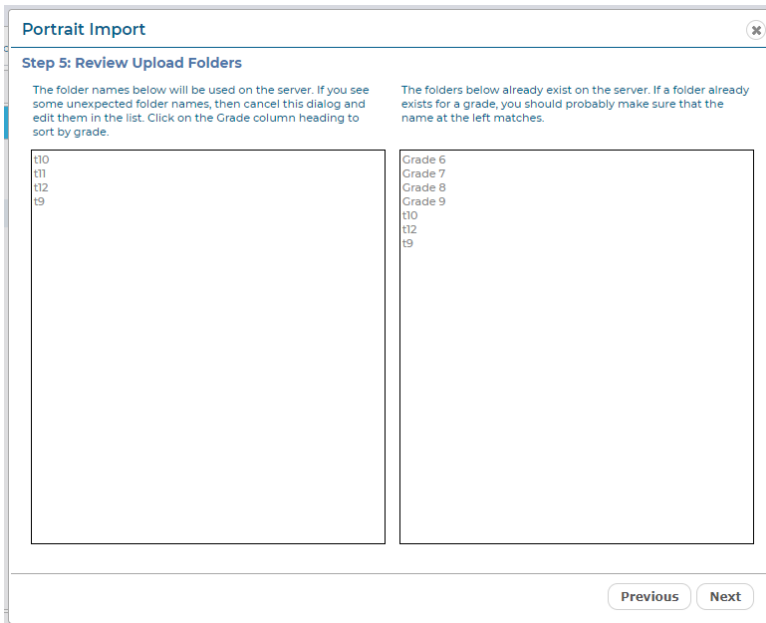 Portrait Import
Step 5: Review Upload Folders
The folder names below will be used on the server. If you see
some unexpected folder names, then cancel this dialog and
edit them in the list. Click on the Grade column heading to
sort by grade.
The folders below already exist on the server. If a folder already
exists for a grade, you should probably make sure that the
name at the left matches.
t10
t11
t12
t9
Grade 6
Grade 7
Grade 8
Grade 9
t10
t12
t9
Previous
Next